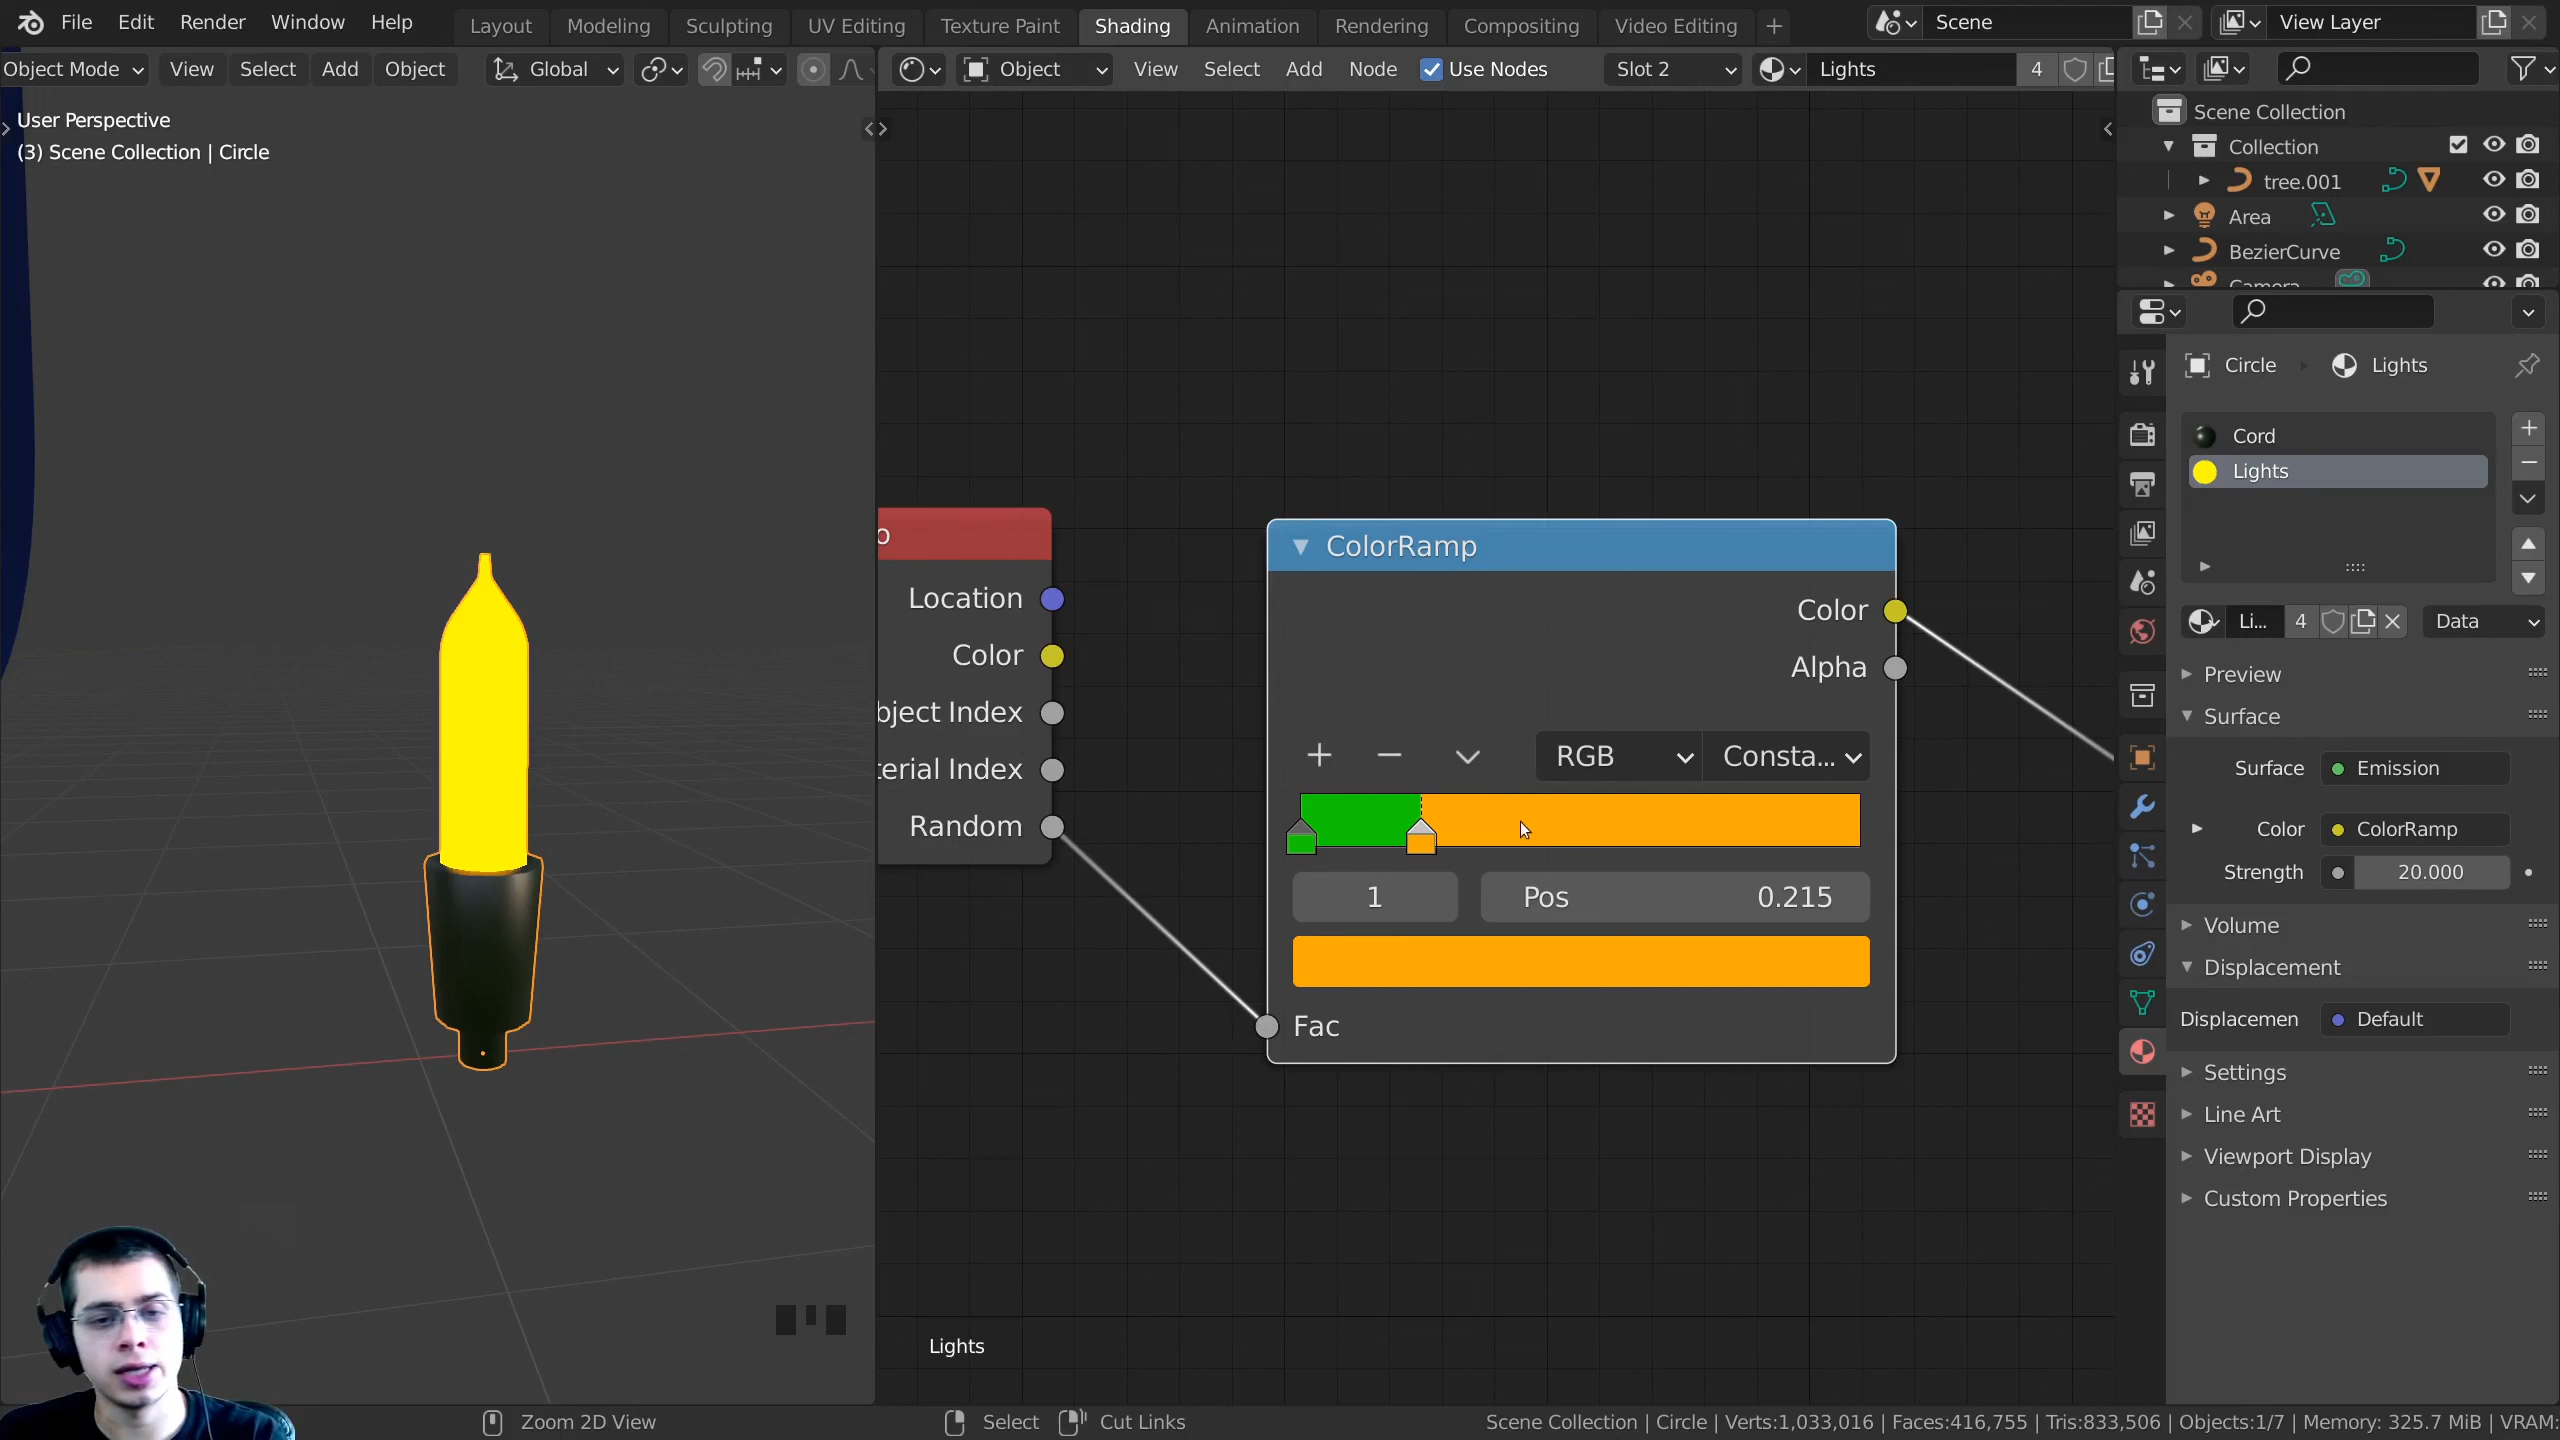 File Edit Render Window Help
Layout Modeling Sculpting UV Editing Texture Paint Shading Animation Rendering Compositing Video Editing
Scene
View Layer
Object Mode View Select Add Object Global
Object View Select Add Node Use Nodes Slot 2 Lights 4
User Perspective
(3) Scene Collection | Circle
Scene Collection
Collection
tree.001
Area
BezierCurve
Camera
Circle Lights
Cord
Lights
Li... 4 Data
Preview
Surface
Surface Emission
Color ColorRamp
Strength 20.000
Volume
Displacement
Displacemen Default
Settings
Line Art
Viewport Display
Custom Properties
o
Location
Color
bject Index
terial Index
Random
ColorRamp
Color
Alpha
RGB Consta...
1 Pos 0.215
Fac
Lights
Zoom 2D View Select Cut Links Scene Collection | Circle | Verts:1,033,016 | Faces:416,755 | Tris:833,506 | Objects:1/7 | Memory: 325.7 MiB | VRAM: